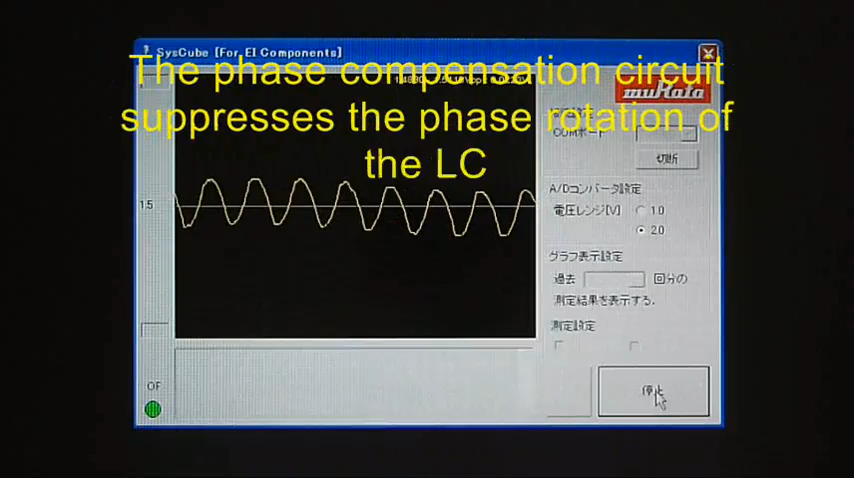 SysCube [For EI Components]
The phase compensation circuit
suppresses the phase rotation of
the LC
muRata
COMポート
切断
1.5
A/Dコンバータ設定
電圧レンジ[V]
1.0
2.0
グラフ表示設定
過去 回分の
測定結果を表示する.
測定設定
OF
停止